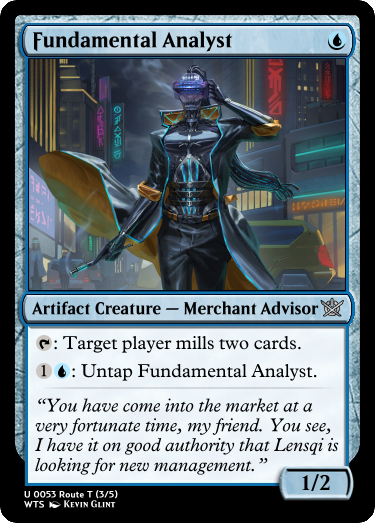 Fundamental Analyst
Artifact Creature — Merchant Advisor
: Target player mills two cards.
1 : Untap Fundamental Analyst.
“You have come into the market at a
very fortunate time, my friend. You see,
I have it on good authority that Lensqi is
looking for new management.”
1/2
U 0053 Route T (3/5)
WTS Kevin Glint